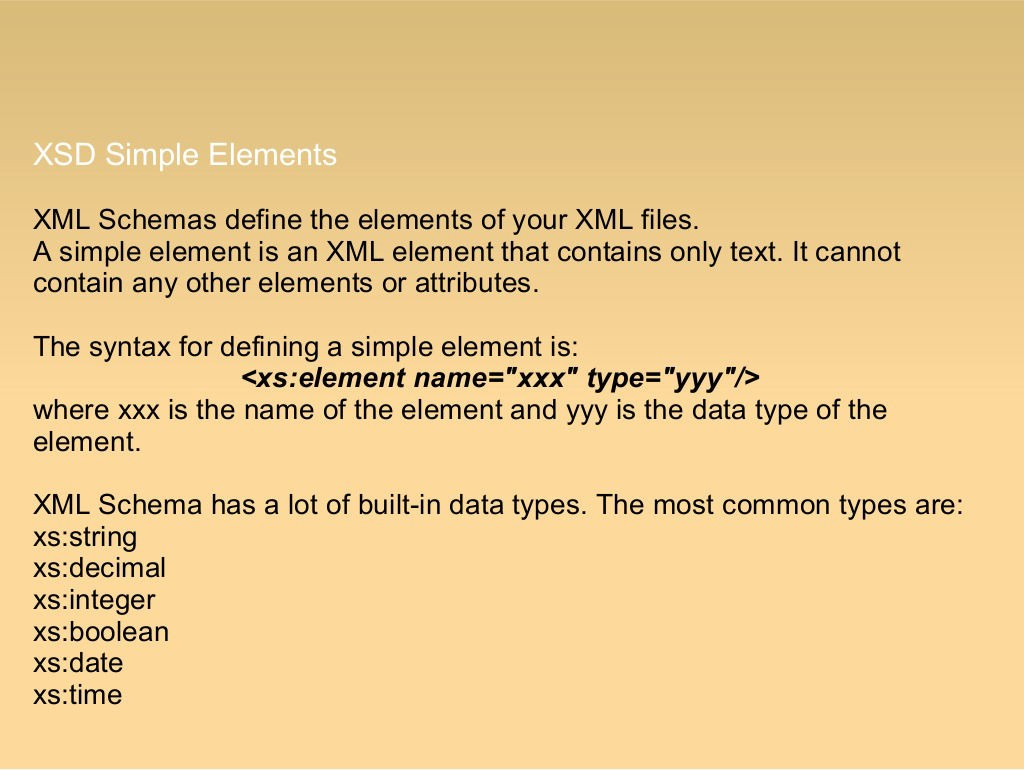 XSD Simple Elements
XML Schemas define the elements of your XML files.
A simple element is an XML element that contains only text. It cannot
contain any other elements or attributes.
The syntax for defining a simple element is:
<xs:element name="xxx" type="yyy"/>
where xxx is the name of the element and yyy is the data type of the
element.
XML Schema has a lot of built-in data types. The most common types are:
xs:string
xs:decimal
xs:integer
xs:boolean
xs:date
xs:time